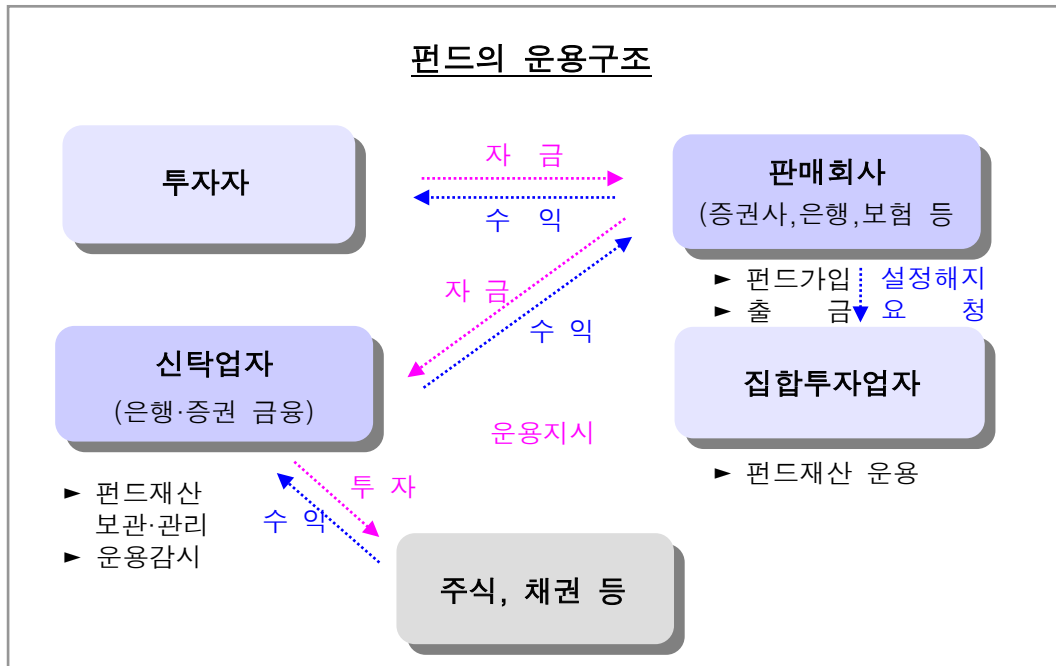 펀드의 운용구조
투자자
자 금
수 익
판매회사
(증권사,은행,보험 등
► 펀드가입
► 출 금
설정해지
요 청
자 금
수 익
신탁업자
(은행·증권 금융)
집합투자업자
운용지시
► 펀드재산 운용
► 펀드재산
보관·관리
► 운용감시
투 자
수 익
주식, 채권 등